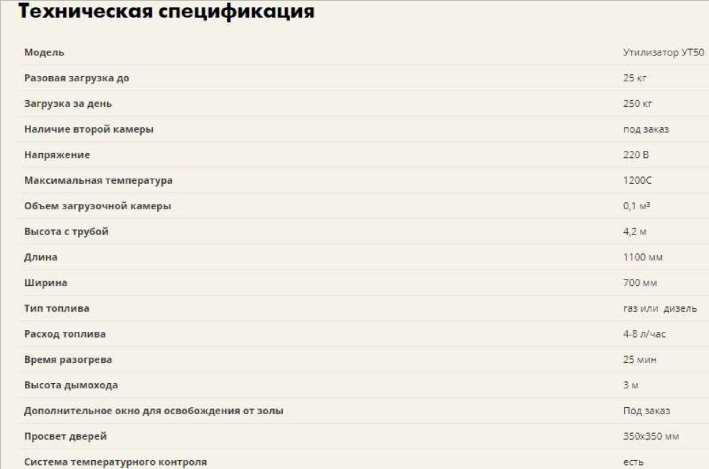 Техническая спецификация
Модель Утилизатор УТ50
Разовая загрузка до 25 кг
Загрузка за день 250 кг
Наличие второй камеры под заказ
Напряжение 220 В
Максимальная температура 1200С
Объем загрузочной камеры 0,1 м³
Высота с трубой 4,2 м
Длина 1100 мм
Ширина 700 мм
Тип топлива газ или дизель
Расход топлива 4-8 л/час
Время разогрева 25 мин
Высота дымохода 3 м
Дополнительное окно для освобождения от золы Под заказ
Просвет дверей 350х350 мм
Система температурного контроля есть